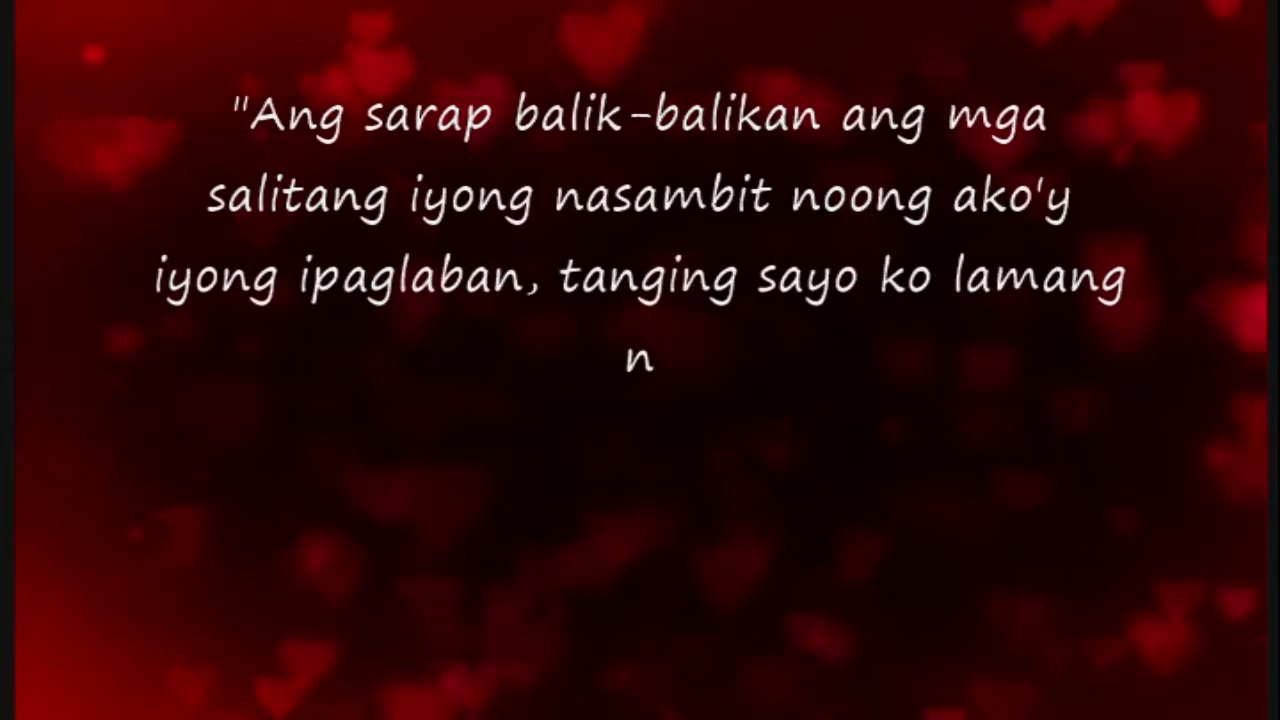 "Ang sarap balik-balikan ang mga
salitang iyong nasambit noong ako'y
iyong ipaglaban, tanging sayo ko lamang
n